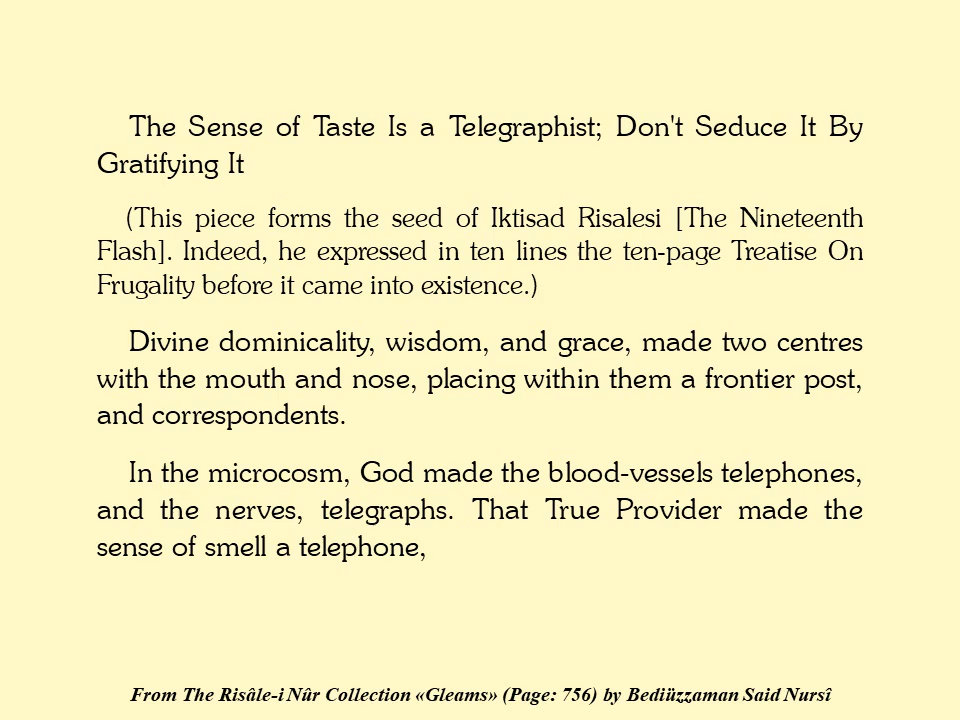 The Sense of Taste Is a Telegraphist; Don't Seduce It By
Gratifying It
(This piece forms the seed of Iktisad Risalesi [The Nineteenth
Flash]. Indeed, he expressed in ten lines the ten-page Treatise On
Frugality before it came into existence.)
Divine dominicality, wisdom, and grace, made two centres
with the mouth and nose, placing within them a frontier post,
and correspondents.
In the microcosm, God made the blood-vessels telephones,
and the nerves, telegraphs. That True Provider made the
sense of smell a telephone,
From The Risâle-i Nûr Collection «Gleams» (Page: 756) by Bediüzzaman Said Nursî